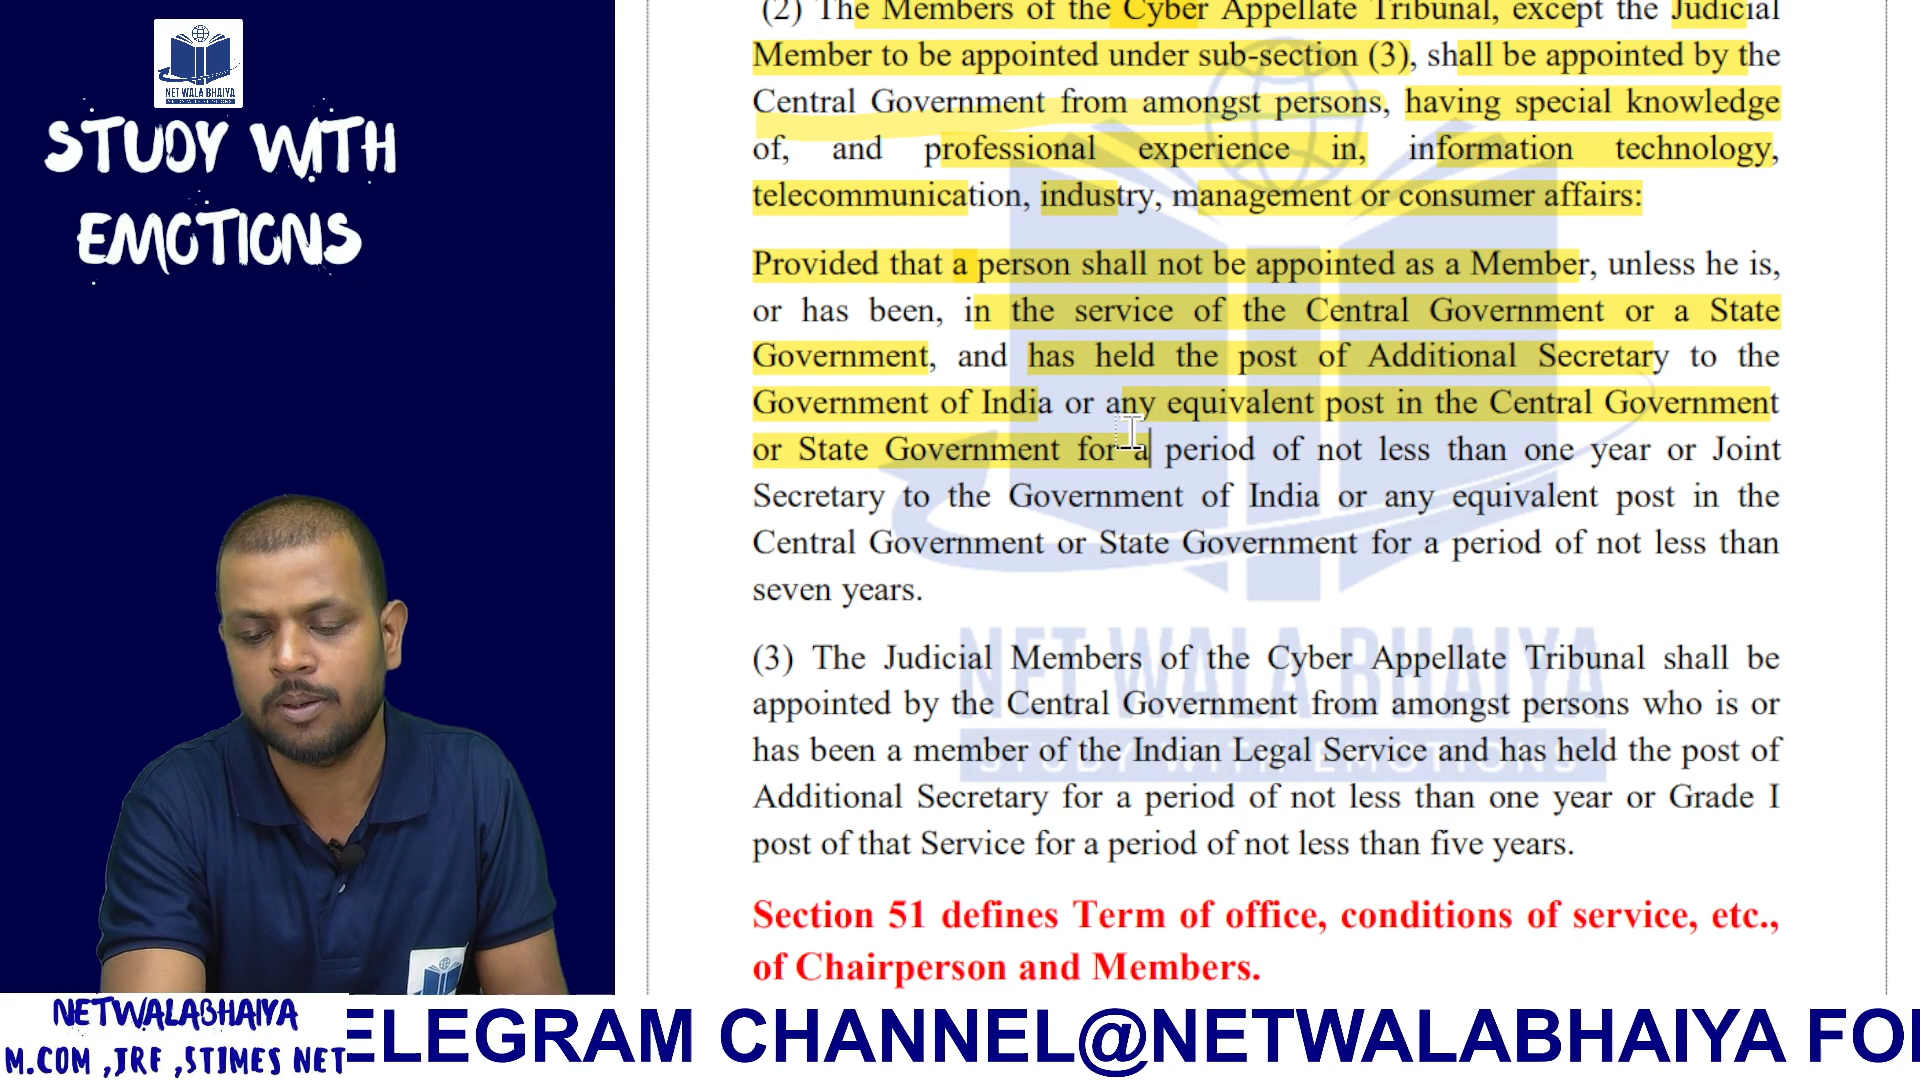 NET WALA BHAIYA
STUDY WITH EMOTIONS
STUDY WITH
EMOTIONS
(2) The Members of the Cyber Appellate Tribunal, except the Judicial
Member to be appointed under sub-section (3), shall be appointed by the
Central Government from amongst persons, having special knowledge
of, and professional experience in, information technology,
telecommunication, industry, management or consumer affairs:
Provided that a person shall not be appointed as a Member, unless he is,
or has been, in the service of the Central Government or a State
Government, and has held the post of Additional Secretary to the
Government of India or any equivalent post in the Central Government
or State Government for a period of not less than one year or Joint
Secretary to the Government of India or any equivalent post in the
Central Government or State Government for a period of not less than
seven years.
(3) The Judicial Members of the Cyber Appellate Tribunal shall be
appointed by the Central Government from amongst persons who is or
has been a member of the Indian Legal Service and has held the post of
Additional Secretary for a period of not less than one year or Grade I
post of that Service for a period of not less than five years.
NET WALA BHAIYA
STUDY WITH EMOTIONS
Section 51 defines Term of office, conditions of service, etc.,
of Chairperson and Members.
NETWALABHAIYA
M.COM ,JRF ,5TIMES NET
ELEGRAM CHANNEL@NETWALABHAIYA FO